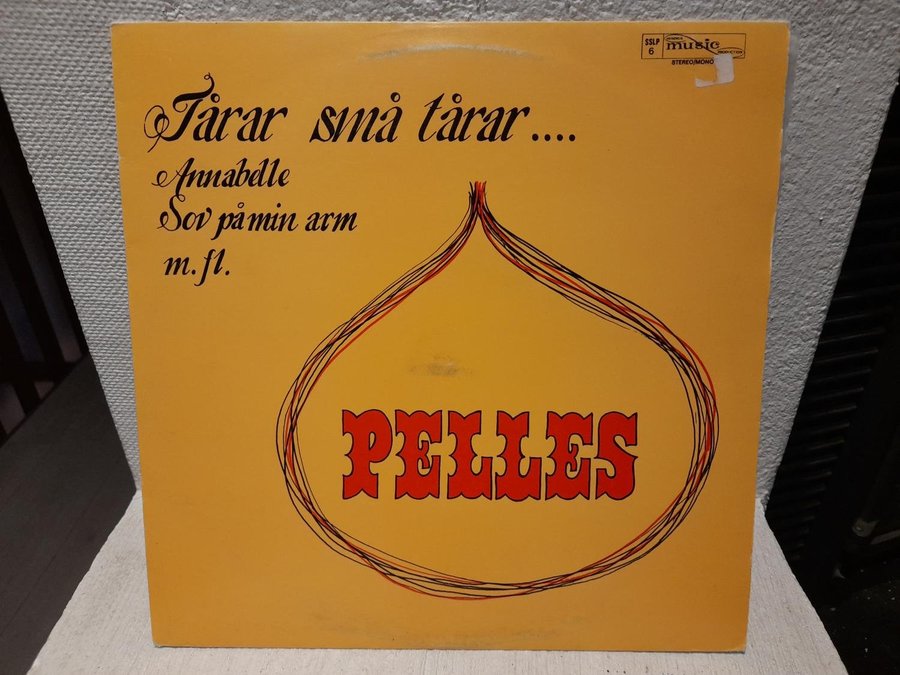 SSLP
6
music
STEREO/MONO
Tårar små tårar....
Annabelle
Sov på min arm
m. fl.
PELLES